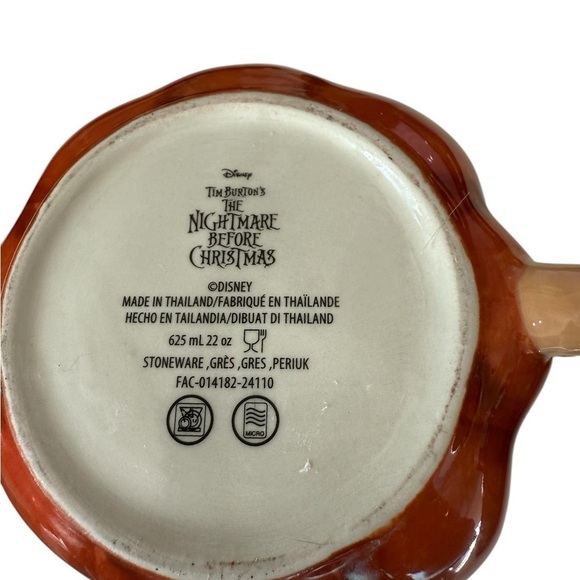 Disney
TIM BURTON'S
THE
NIGHTMARE
BEFORE
CHRISTMAS
©DISNEY
MADE IN THAILAND/FABRIQUÉ EN THAÏLANDE
HECHO EN TAILANDIA/DIBUAT DI THAILAND
625 mL 22 oz
STONEWARE ,GRÈS ,GRES ,PERIUK
FAC-014182-24110
MICRO